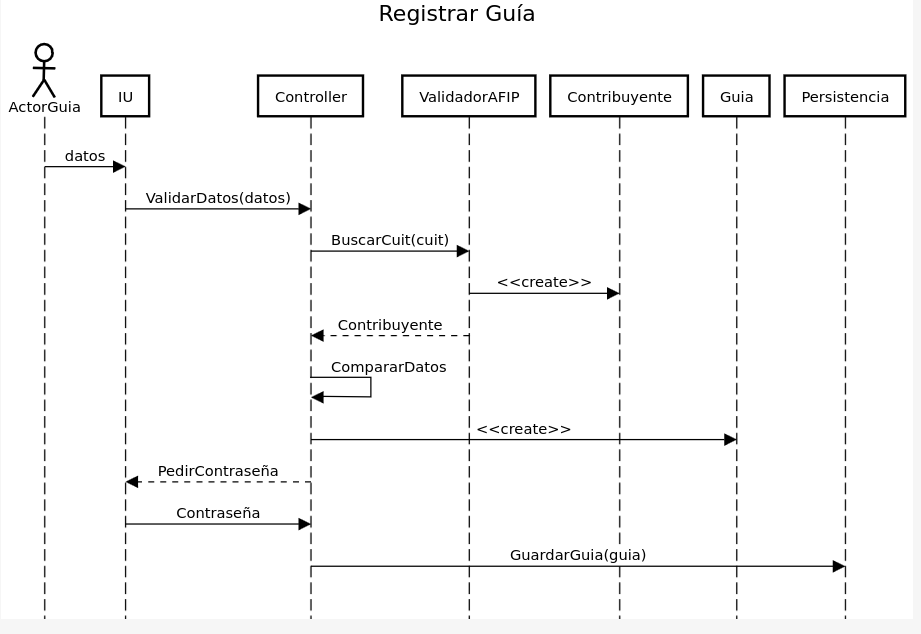 Registrar Guía
ActorGuia
IU
Controller
ValidadorAFIP
Contribuyente
Guia
Persistencia
datos
ValidarDatos(datos)
BuscarCuit(cuit)
<<create>>
Contribuyente
CompararDatos
<<create>>
PedirContraseña
Contraseña
GuardarGuia(guia)